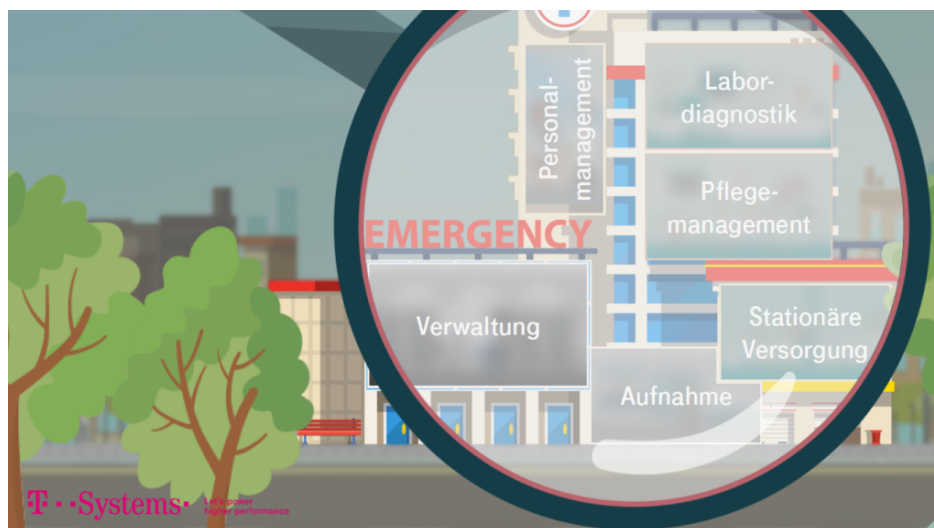 Personal-
management
Labor-
diagnostik
Pflege-
management
EMERGENCY
Verwaltung
Stationäre
Versorgung
Aufnahme
T · · Systems ·
Let's power
higher performance